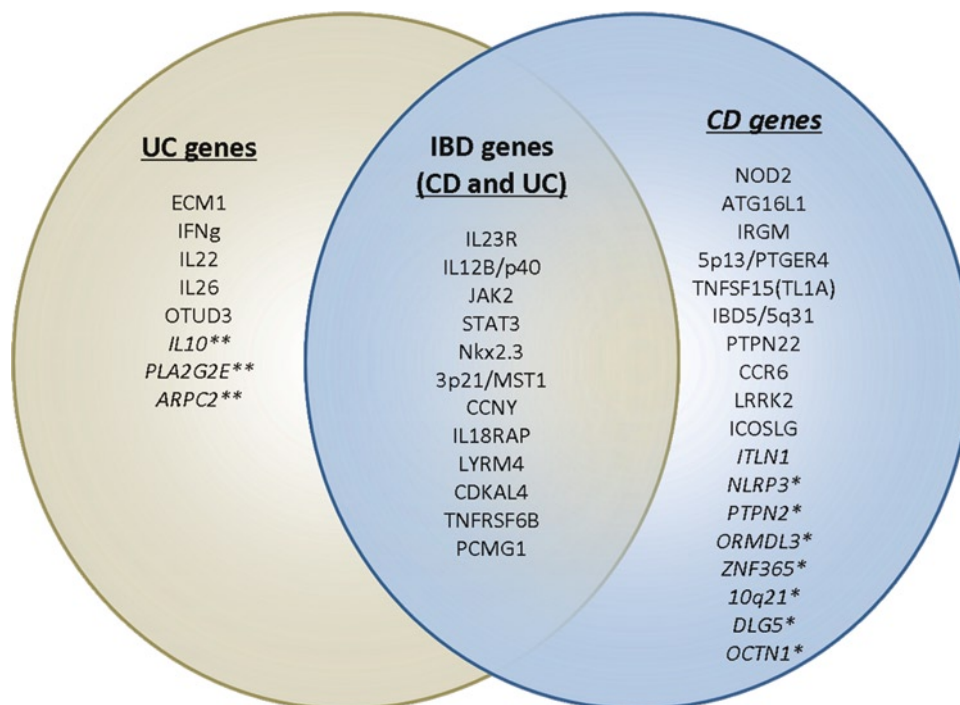 UC genes
ECM1
IFNg
IL22
IL26
OTUD3
IL10**
PLA2G2E**
ARPC2**
IBD genes
(CD and UC)
IL23R
IL12B/p40
JAK2
STAT3
Nkx2.3
3p21/MST1
CCNY
IL18RAP
LYRM4
CDKAL4
TNFRSF6B
PCMG1
CD genes
NOD2
ATG16L1
IRGM
5p13/PTGER4
TNFSF15(TL1A)
IBD5/5q31
PTPN22
CCR6
LRRK2
ICOSLG
ITLN1
NLRP3*
PTPN2*
ORMDL3*
ZNF365*
10q21*
DLG5*
OCTN1*